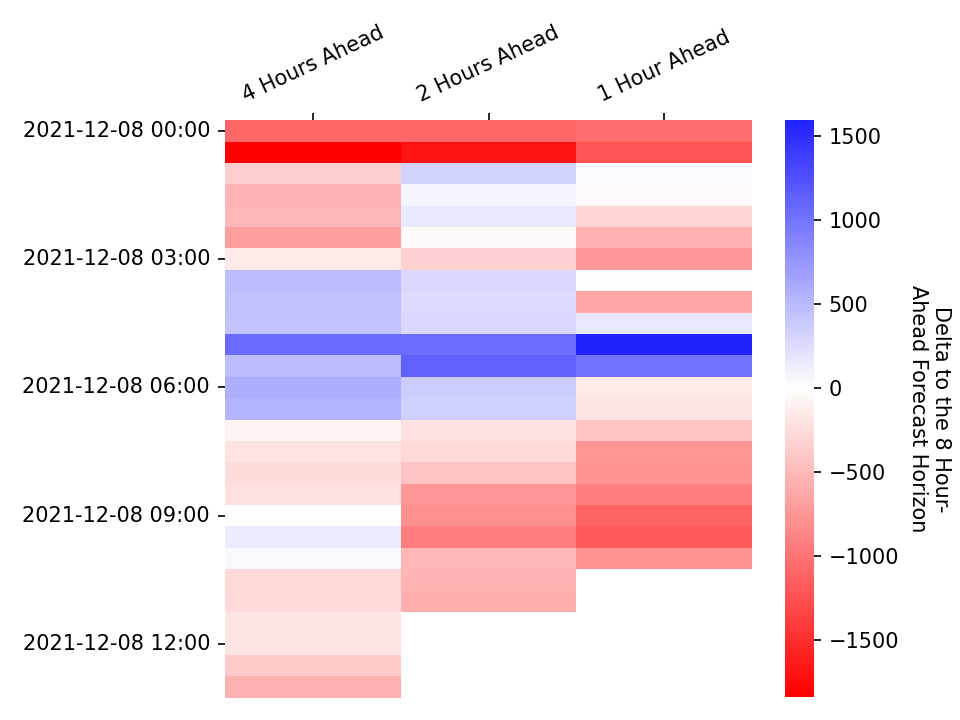 4 Hours Ahead
2 Hours Ahead
1 Hour Ahead
2021-12-08 00:00
2021-12-08 03:00
2021-12-08 06:00
2021-12-08 09:00
2021-12-08 12:00
1500
1000
500
0
−500
−1000
−1500
Delta to the 8 Hour-
Ahead Forecast Horizon